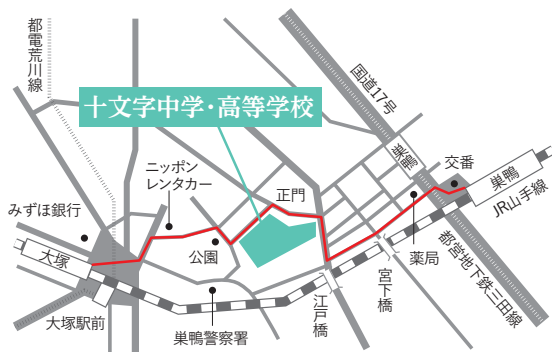 都電荒川線
国道17号
十文字中学・高等学校
巣鴨
交番
ニッポン
レンタカー
正門
巣鴨
JR山手線
みずほ銀行
公園
薬局
大塚
都営地下鉄三田線
宮下橋
江戸橋
大塚駅前
巣鴨警察署